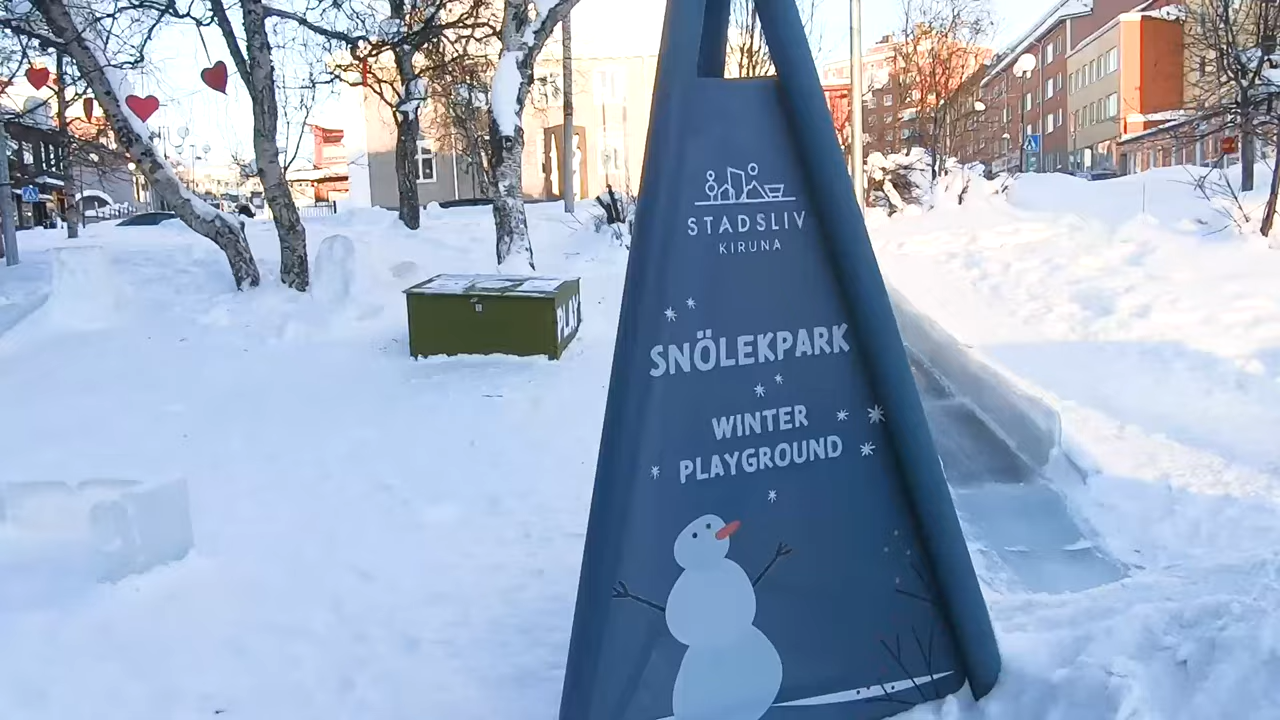 STADSLIV
KIRUNA
SNÖLEKPARK
WINTER
PLAYGROUND
PLAY